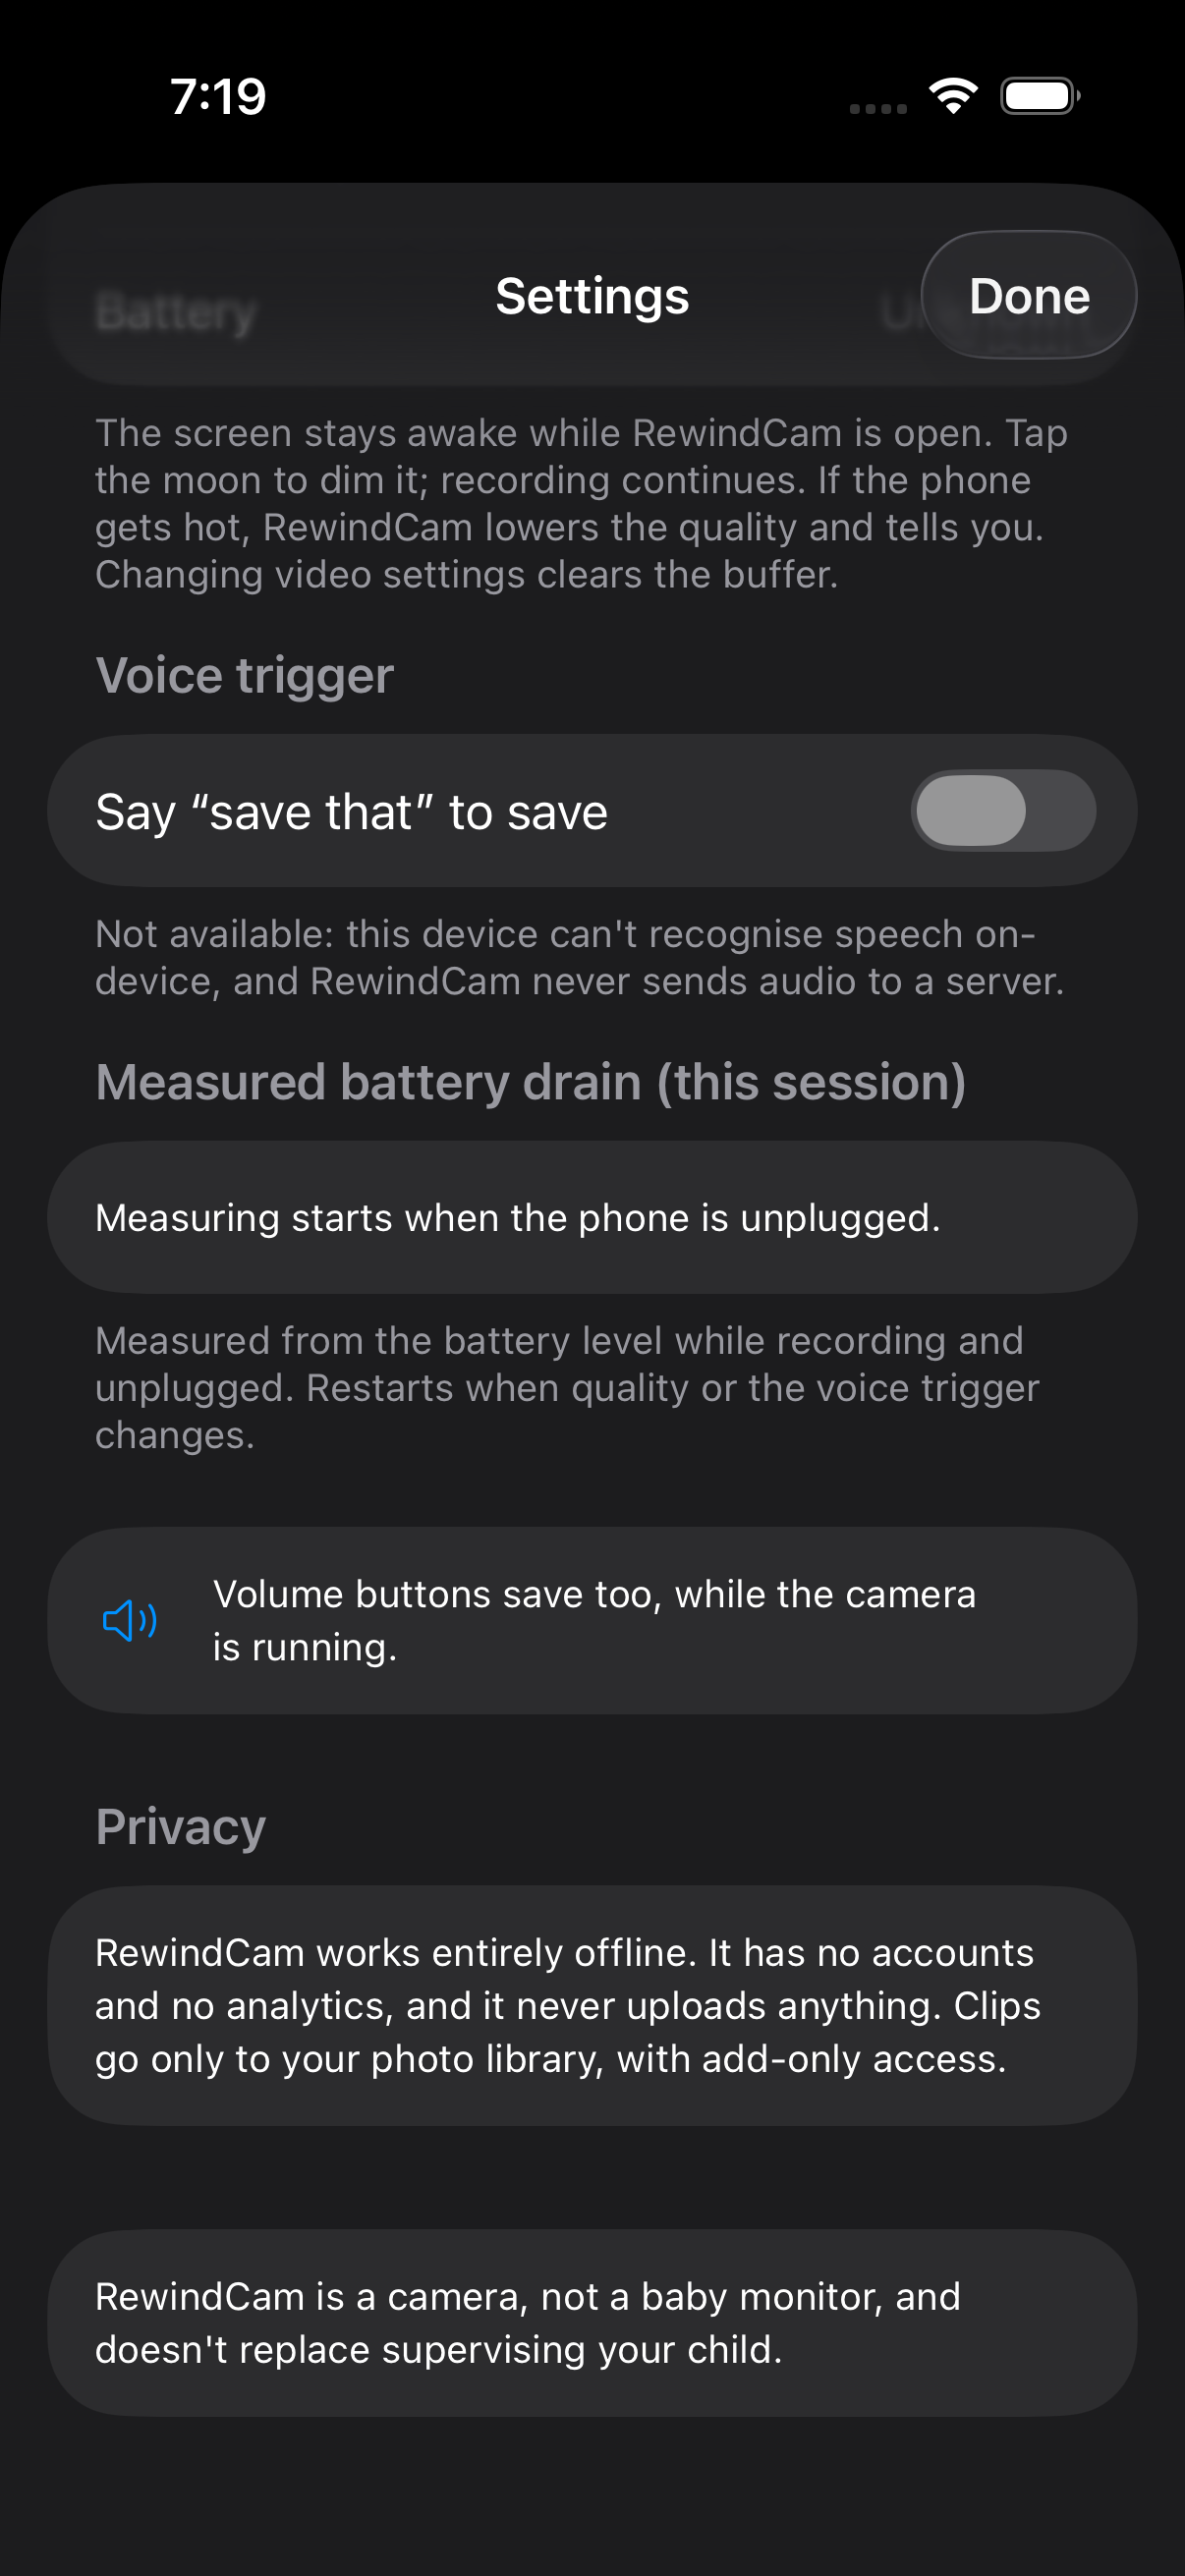 7:19
Settings
Done
Battery
The screen stays awake while RewindCam is open. Tap
the moon to dim it; recording continues. If the phone
gets hot, RewindCam lowers the quality and tells you.
Changing video settings clears the buffer.
Voice trigger
Say “save that” to save
Not available: this device can't recognise speech on-
device, and RewindCam never sends audio to a server.
Measured battery drain (this session)
Measuring starts when the phone is unplugged.
Measured from the battery level while recording and
unplugged. Restarts when quality or the voice trigger
changes.
Volume buttons save too, while the camera
is running.
Privacy
RewindCam works entirely offline. It has no accounts
and no analytics, and it never uploads anything. Clips
go only to your photo library, with add-only access.
RewindCam is a camera, not a baby monitor, and
doesn't replace supervising your child.